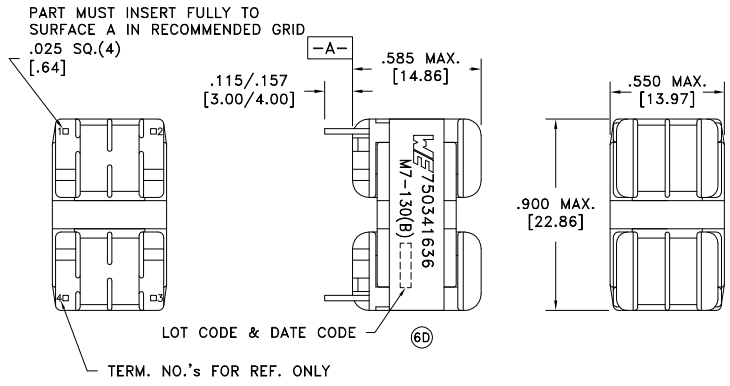 PART MUST INSERT FULLY TO
SURFACE A IN RECOMMENDED GRID
.025 SQ.(4)
[.64]
-A-
.585 MAX.
[14.86]
.115/.157
[3.00/4.00]
.550 MAX.
[13.97]
1
2
WE 750341636
M7-130(B)
.900 MAX.
[22.86]
4
3
LOT CODE & DATE CODE
6D
TERM. NO.'s FOR REF. ONLY